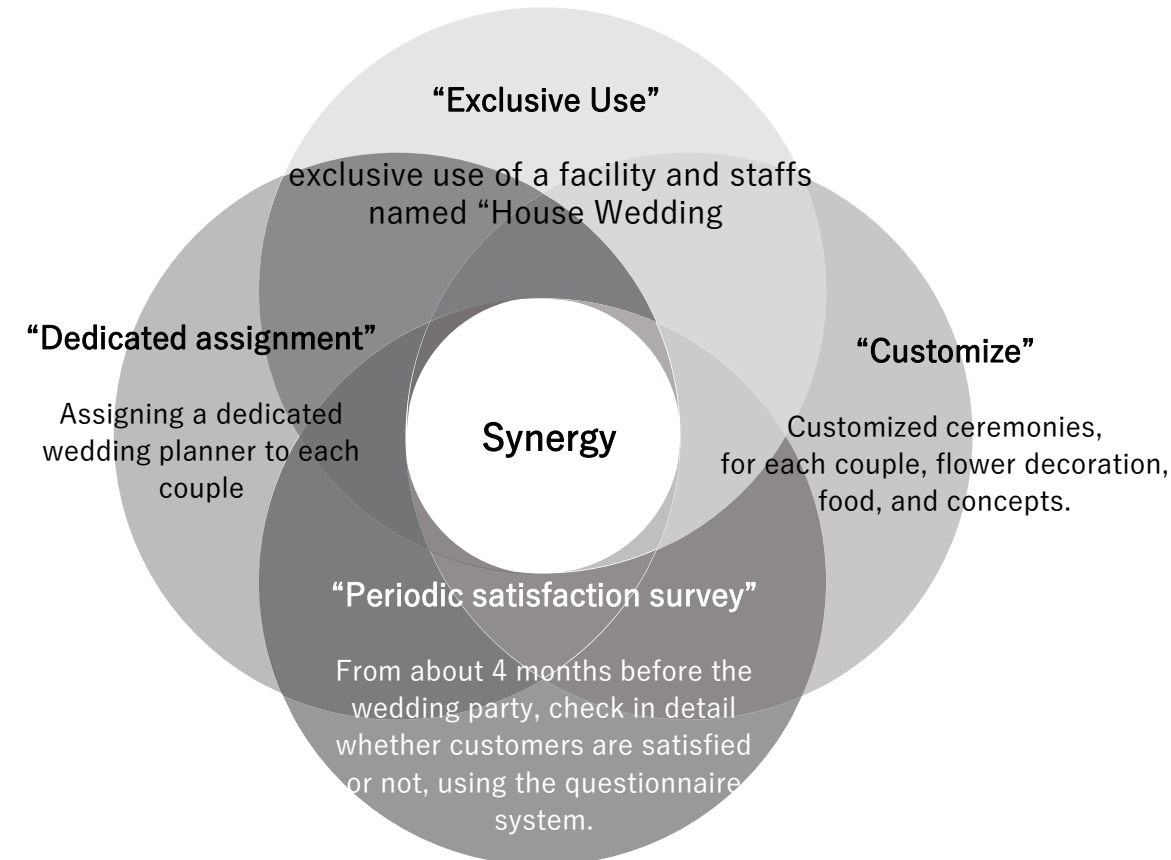 “Exclusive Use”
exclusive use of a facility and staffs
named “House Wedding
“Dedicated assignment”
Assigning a dedicated
wedding planner to each
couple
Synergy
“Customize”
Customized ceremonies,
for each couple, flower decoration,
food, and concepts.
“Periodic satisfaction survey”
From about 4 months before the
wedding party, check in detail
whether customers are satisfied
or not, using the questionnaire
system.